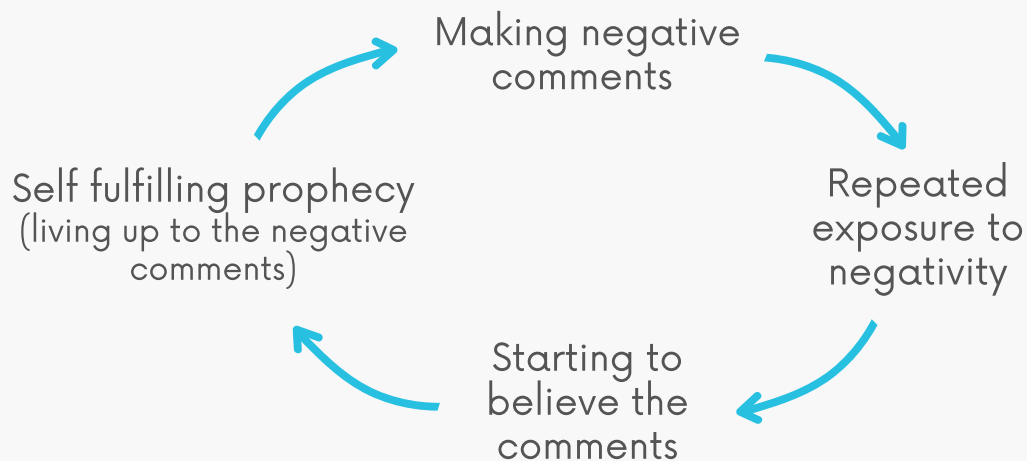 Making negative
comments
Repeated
exposure to
negativity
Starting to
believe the
comments
Self fulfilling prophecy
(living up to the negative
comments)